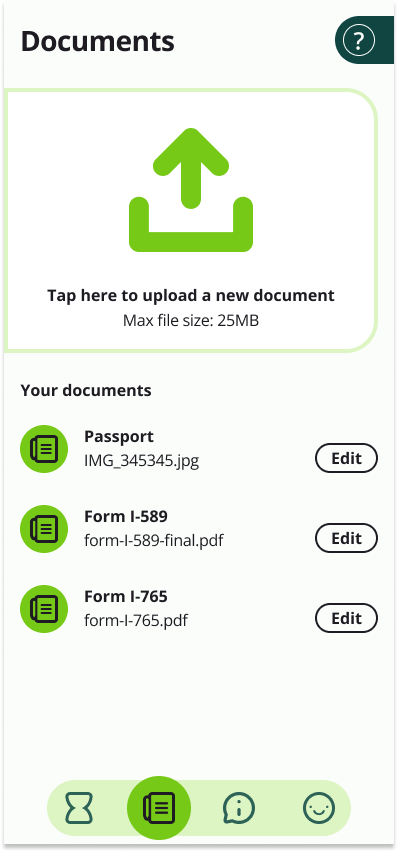 Documents
?
Tap here to upload a new document
Max file size: 25MB
Your documents
Passport
IMG_345345.jpg
Edit
Form I-589
form-I-589-final.pdf
Edit
Form I-765
form-I-765.pdf
Edit